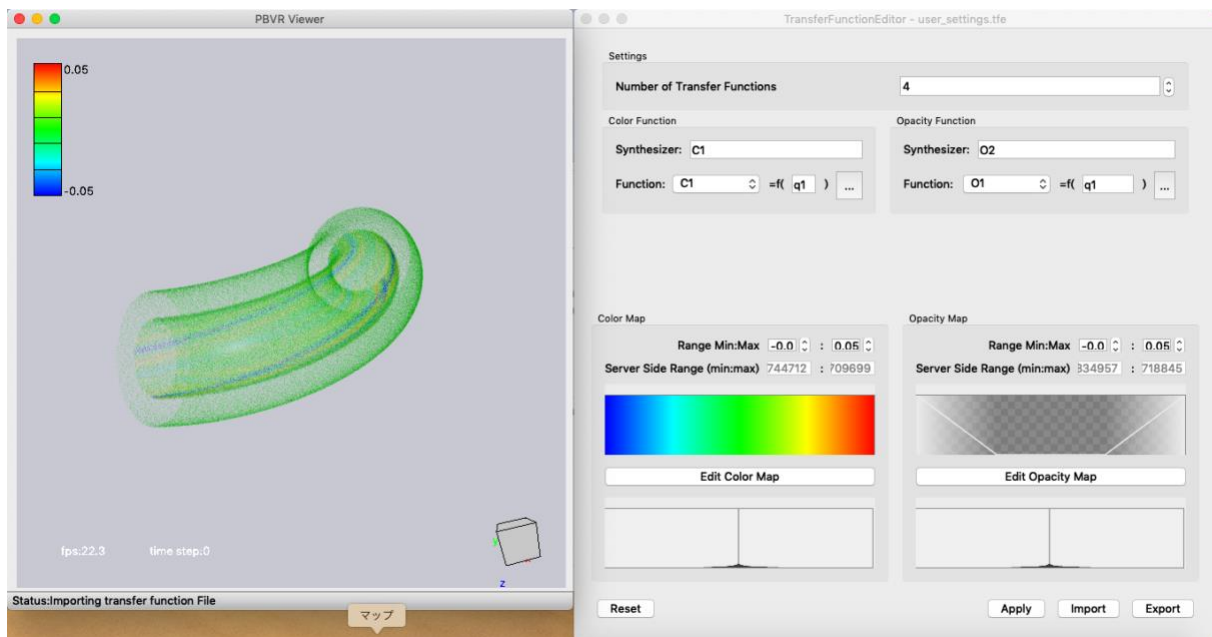 PBVR Viewer
0.05
-0.05
fps:22.3 time step:0
y
z
Status:Importing transfer function File
マップ
TransferFunctionEditor - user_settings.tfe
Settings
Number of Transfer Functions 4
Color Function
Synthesizer: C1
Function: C1 =f( q1 ) ...
Opacity Function
Synthesizer: O2
Function: O1 =f( q1 ) ...
Color Map
Range Min:Max -0.0 : 0.05
Server Side Range (min:max) 744712 : 709699
Edit Color Map
Opacity Map
Range Min:Max -0.0 : 0.05
Server Side Range (min:max) 334957 : 718845
Edit Opacity Map
Reset Apply Import Export